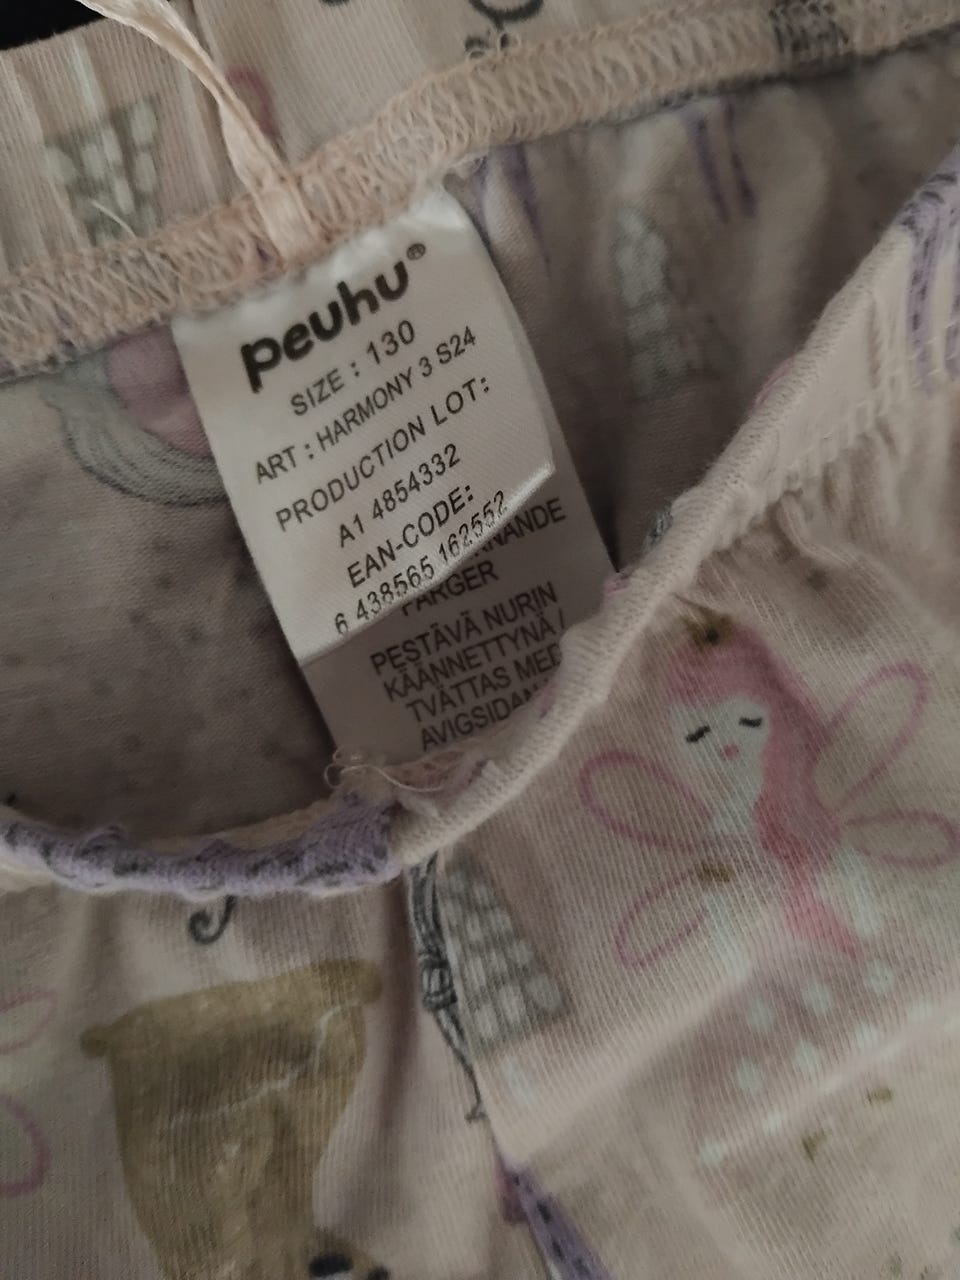 peuhu®
SIZE : 130
ART : HARMONY 3 S24
PRODUCTION LOT:
A1 4854332
EAN-CODE:
6 438565 162552
FÄRGER
PESTÄVÄ NURIN
KÄÄNNETTYNÄ /
TVÄTTAS MED